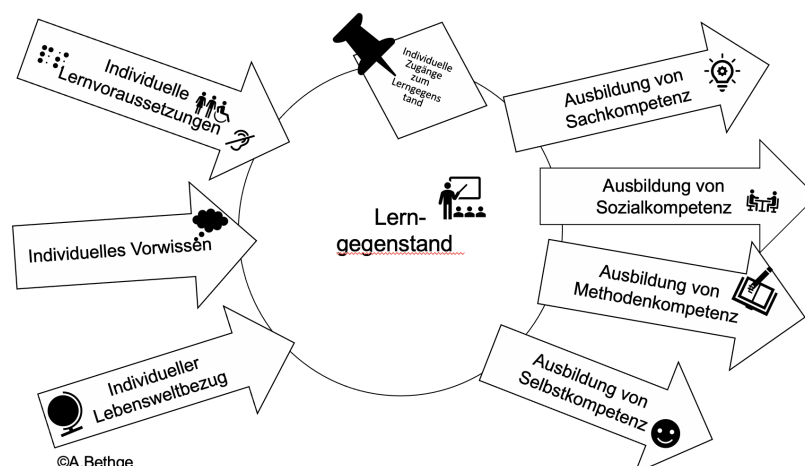 Individuelle
Lernvoraussetzungen
Individuelles Vorwissen
Individueller
Lebensweltbezug
©A.Bethge
Individuelle
Zugänge
zum
Lerngegens
tand
Lern-
gegenstand
Ausbildung von
Sachkompetenz
Ausbildung von
Sozialkompetenz
Ausbildung von
Methodenkompetenz
Ausbildung von
Selbstkompetenz